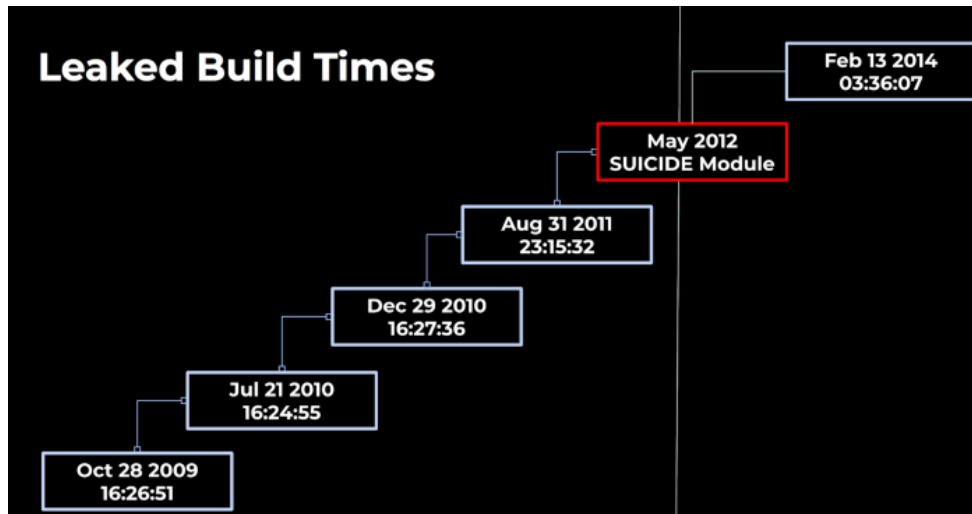 Leaked Build Times
Feb 13 2014
03:36:07
May 2012
SUICIDE Module
Aug 31 2011
23:15:32
Dec 29 2010
16:27:36
Jul 21 2010
16:24:55
Oct 28 2009
16:26:51